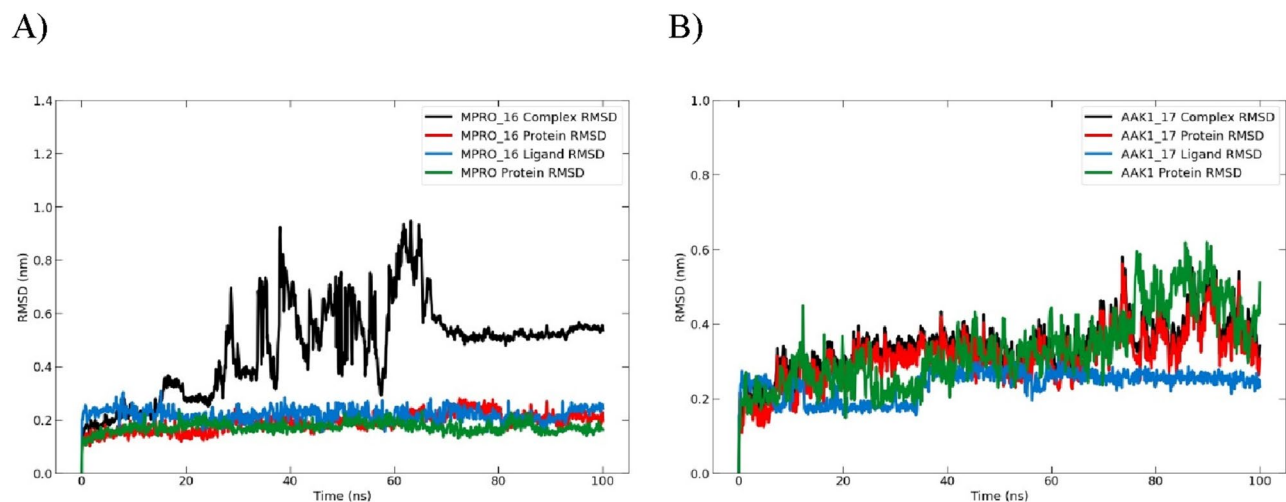 A)
B)
1.4
1.2
1.0
0.8
0.6
0.4
0.2
0.0
RMSD (nm)
0
20
40
60
80
100
Time (ns)
MPRO_16 Complex RMSD
MPRO_16 Protein RMSD
MPRO_16 Ligand RMSD
MPRO Protein RMSD
1.0
0.8
0.6
0.4
0.2
0.0
RMSD (nm)
0
20
40
60
80
100
Time (ns)
AAK1_17 Complex RMSD
AAK1_17 Protein RMSD
AAK1_17 Ligand RMSD
AAK1 Protein RMSD